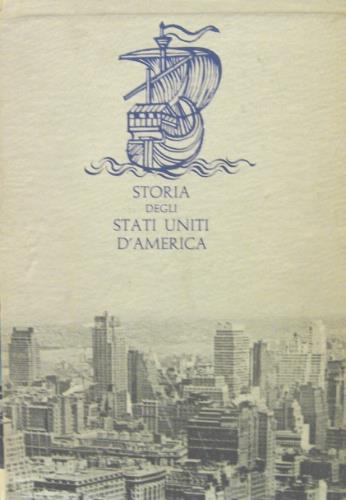 STORIA
DEGLI
STATI UNITI
D'AMERICA